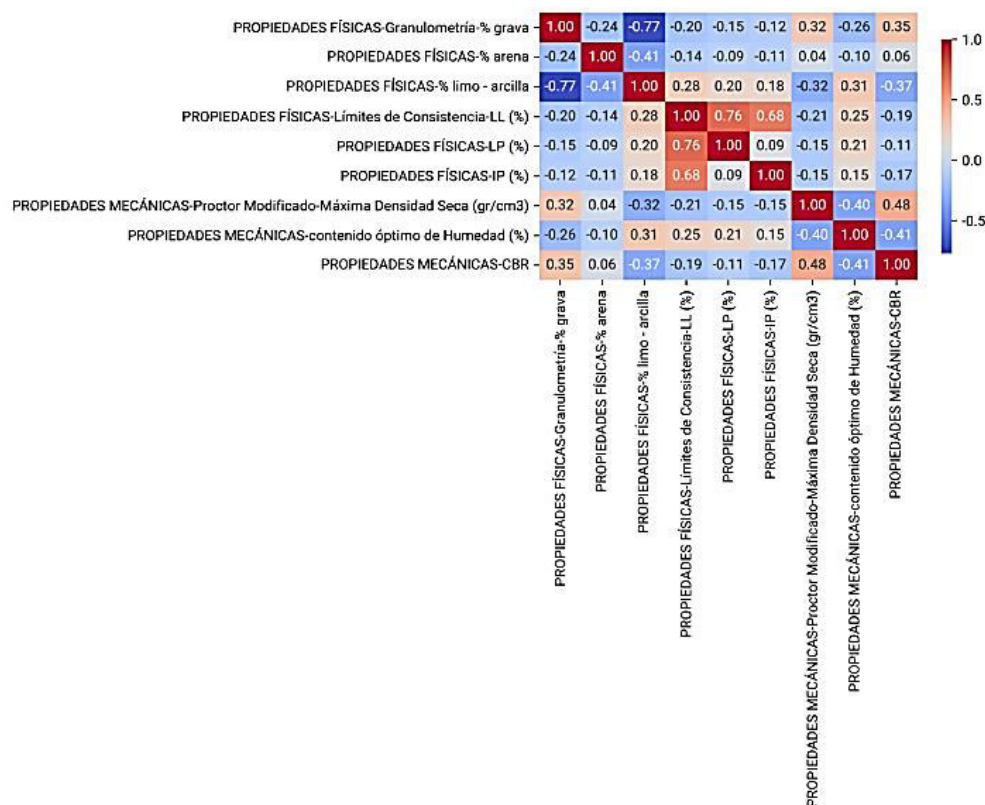 PROPIEDADES FÍSICAS-Granulometría-% grava 1.00 -0.24 -0.77 -0.20 -0.15 -0.12 0.32 -0.26 0.35
PROPIEDADES FÍSICAS-% arena -0.24 1.00 -0.41 -0.14 -0.09 -0.11 0.04 -0.10 0.06
PROPIEDADES FÍSICAS-% limo - arcilla -0.77 -0.41 1.00 0.28 0.20 0.18 -0.32 0.31 -0.37
PROPIEDADES FÍSICAS-Límites de Consistencia-LL (%) -0.20 -0.14 0.28 1.00 0.76 0.68 -0.21 0.25 -0.19
PROPIEDADES FÍSICAS-LP (%) -0.15 -0.09 0.20 0.76 1.00 0.09 -0.15 0.21 -0.11
PROPIEDADES FÍSICAS-IP (%) -0.12 -0.11 0.18 0.68 0.09 1.00 -0.15 0.15 -0.17
PROPIEDADES MECÁNICAS-Proctor Modificado-Máxima Densidad Seca (gr/cm3) 0.32 0.04 -0.32 -0.21 -0.15 -0.15 1.00 -0.40 0.48
PROPIEDADES MECÁNICAS-contenido óptimo de Humedad (%) -0.26 -0.10 0.31 0.25 0.21 0.15 -0.40 1.00 -0.41
PROPIEDADES MECÁNICAS-CBR 0.35 0.06 -0.37 -0.19 -0.11 -0.17 0.48 -0.41 1.00
PROPIEDADES FÍSICAS-Granulometría-% grava
PROPIEDADES FÍSICAS-% arena
PROPIEDADES FÍSICAS-% limo - arcilla
PROPIEDADES FÍSICAS-Límites de Consistencia-LL (%)
PROPIEDADES FÍSICAS-LP (%)
PROPIEDADES FÍSICAS-IP (%)
PROPIEDADES MECÁNICAS-Proctor Modificado-Máxima Densidad Seca (gr/cm3)
PROPIEDADES MECÁNICAS-contenido óptimo de Humedad (%)
PROPIEDADES MECÁNICAS-CBR
1.0
0.5
0.0
-0.5